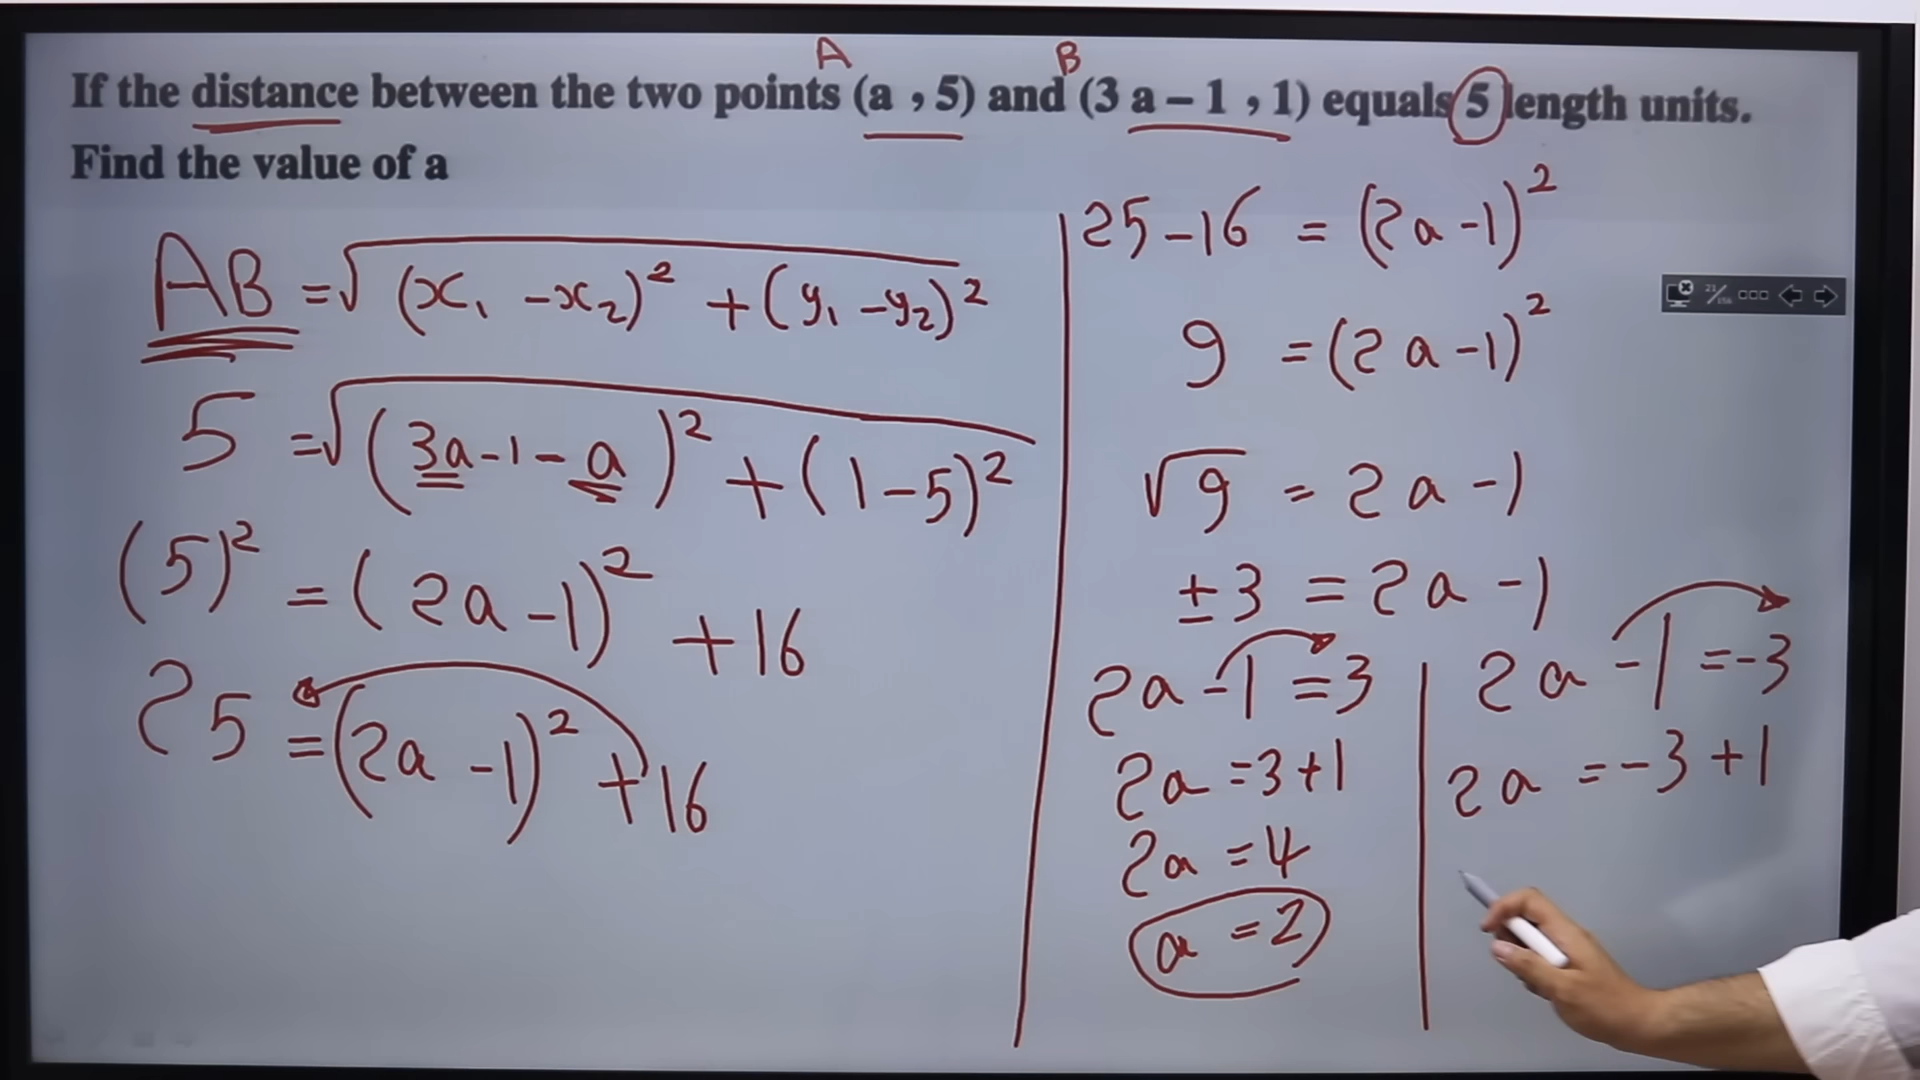 A B
If the distance between the two points (a , 5) and (3 a – 1 , 1) equals 5 length units.
Find the value of a
AB = √(x₁ - x₂)² + (y₁ - y₂)²
5 = √(3a - 1 - a)² + (1 - 5)²
(5)² = (2a - 1)² + 16
25 = (2a - 1)² + 16
25 - 16 = (2a - 1)²
9 = (2a - 1)²
√9 = 2a - 1
± 3 = 2a - 1
2a - 1 = 3
2a = 3 + 1
2a = 4
a = 2
2a - 1 = -3
2a = -3 + 1
21/156